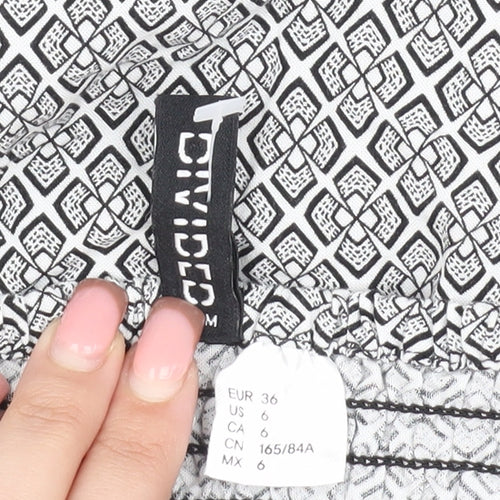 DIVIDED
EUR 36
US 6
CA 6
CN 165/84A
MX 6